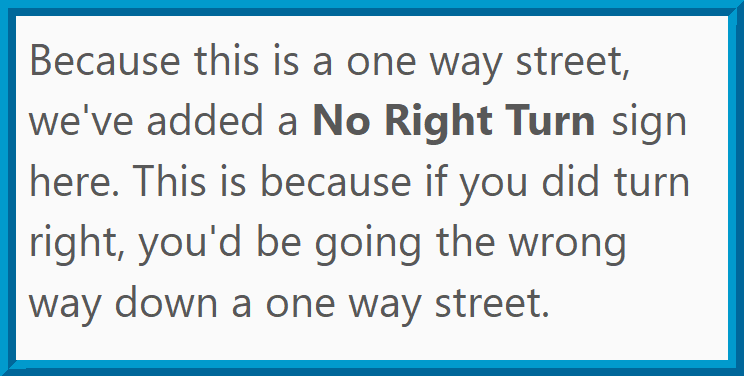 Because this is a one way street,
we've added a No Right Turn sign
here. This is because if you did turn
right, you'd be going the wrong
way down a one way street.